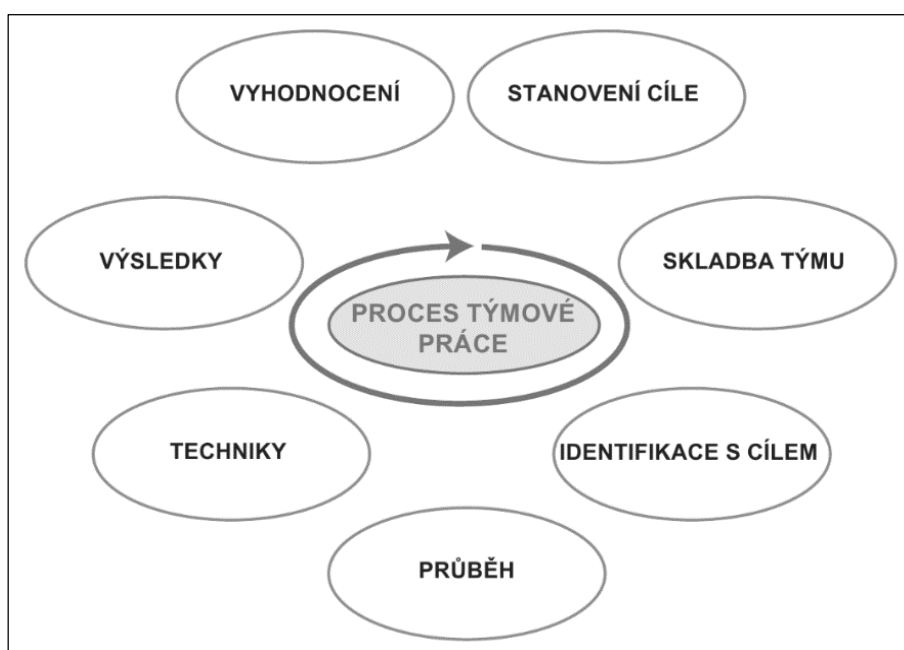 VYHODNOCENÍ
STANOVENÍ CÍLE
VÝSLEDKY
SKLADBA TÝMU
PROCES TÝMOVÉ
PRÁCE
TECHNIKY
IDENTIFIKACE S CÍLEM
PRŮBĚH